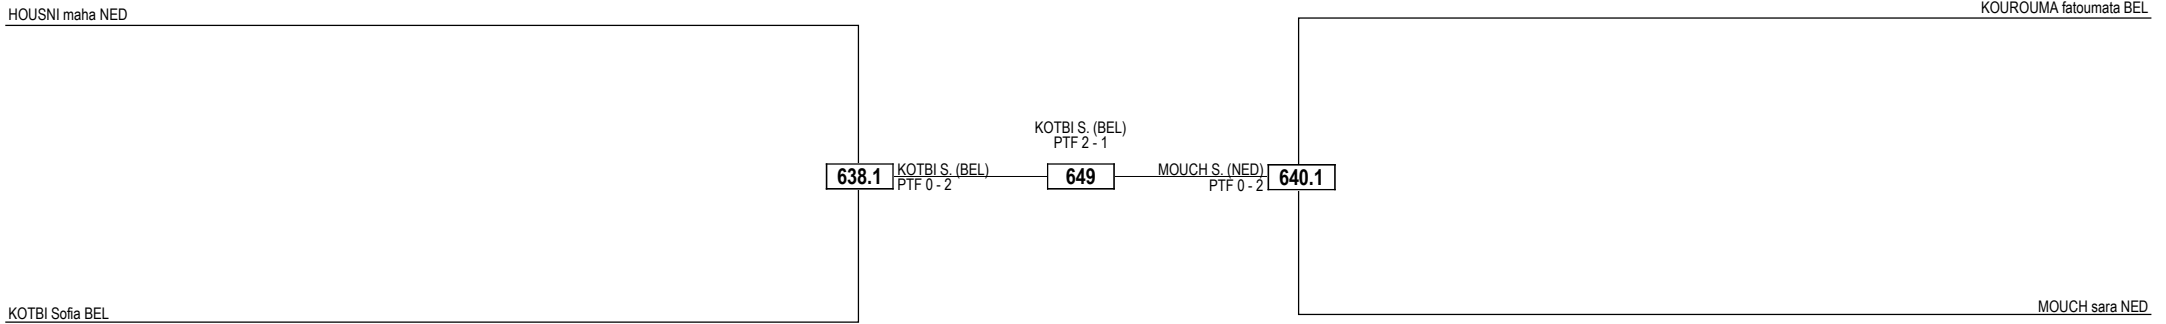 HOUSNI maha NED
KOUROUMA fatoumata BEL
KOTBI S. (BEL)
PTF 2 - 1
638.1
KOTBI S. (BEL)
PTF 0 - 2
649
MOUCH S. (NED)
PTF 0 - 2
640.1
KOTBI Sofia BEL
MOUCH sara NED